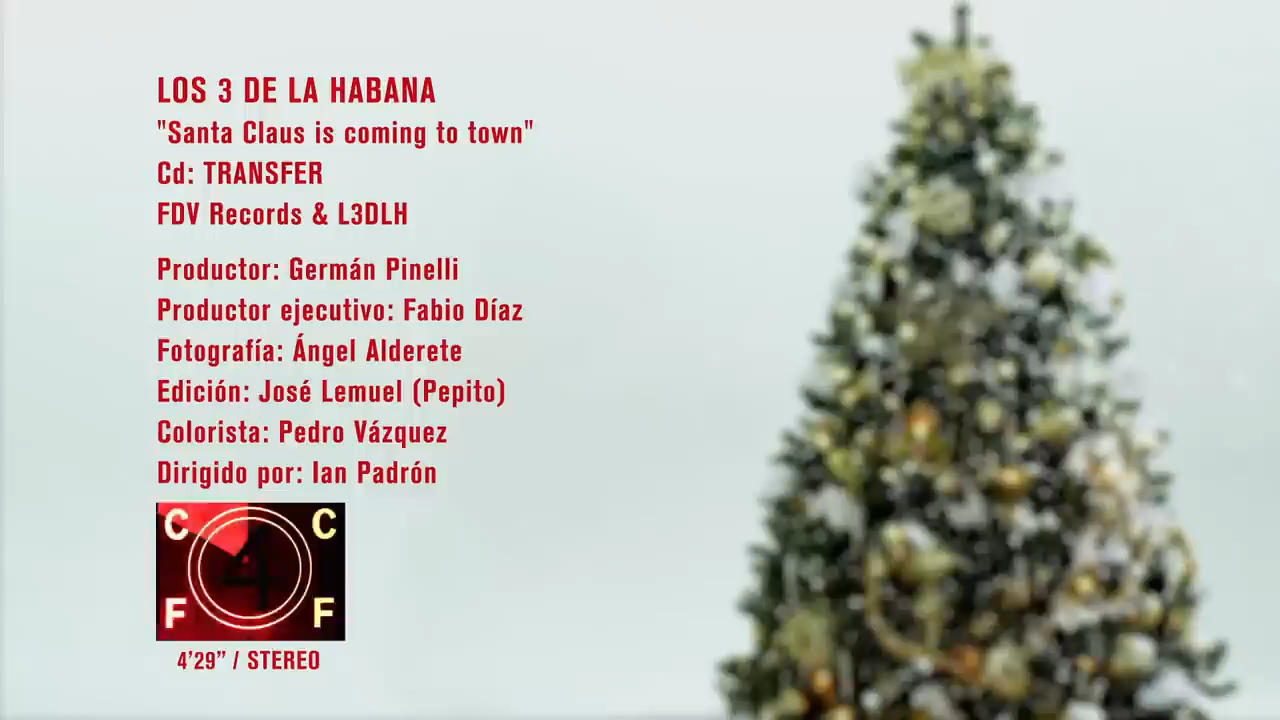 LOS 3 DE LA HABANA
"Santa Claus is coming to town"
Cd: TRANSFER
FDV Records & L3DLH
Productor: Germán Pinelli
Productor ejecutivo: Fabio Díaz
Fotografía: Ángel Alderete
Edición: José Lemuel (Pepito)
Colorista: Pedro Vázquez
Dirigido por: Ian Padrón
C C
4
F F
4’29” / STEREO